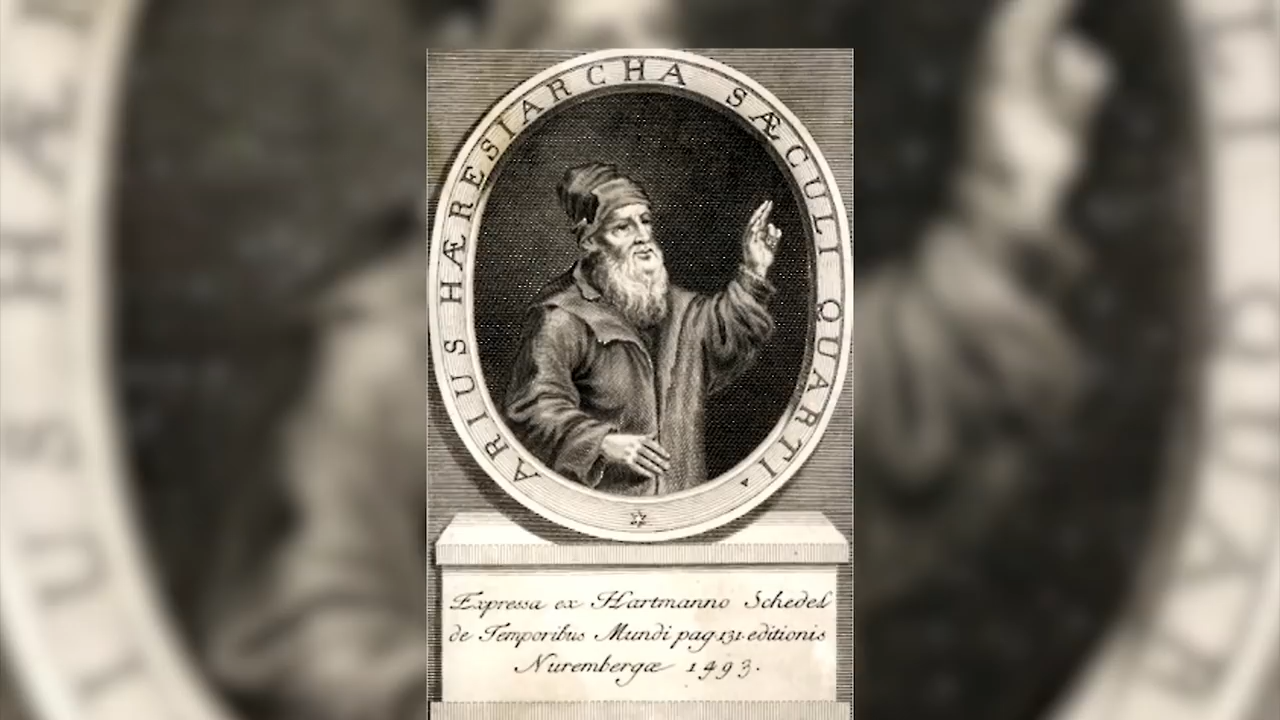 ARIUS HÆRESIARCHA SÆCULI QUARTI.
Expressa ex Hartmanno Schedel
de Temporibus Mundi pag 131 editionis
Nurembergæ 1493.